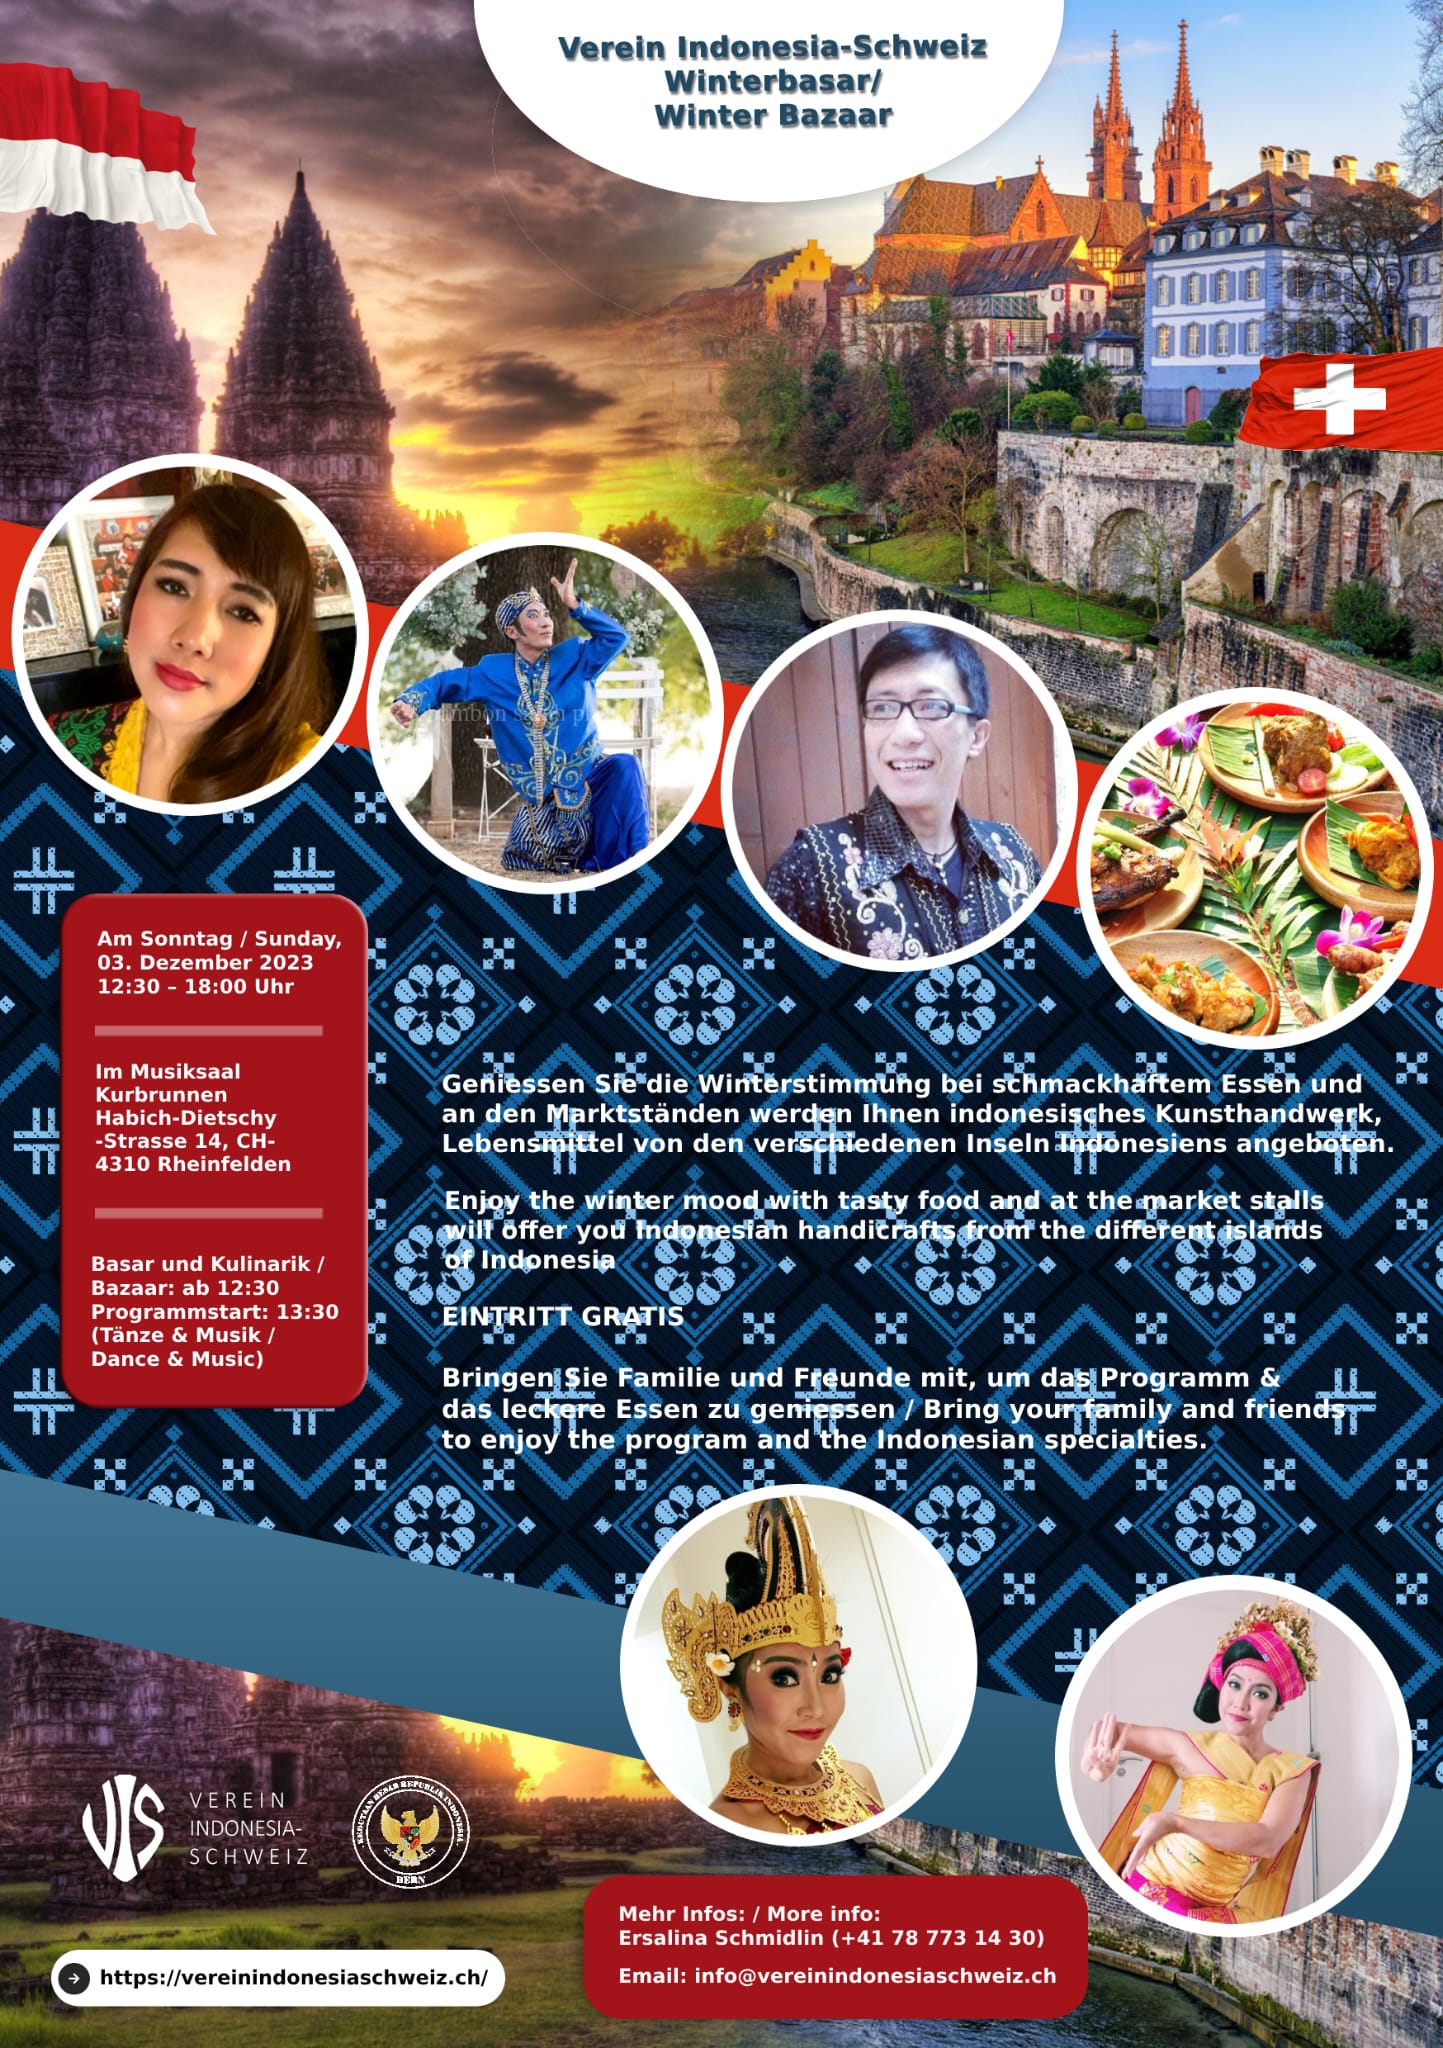 Verein Indonesia-Schweiz
Winterbasar/
Winter Bazaar
Am Sonntag / Sunday,
03. Dezember 2023
12:30 – 18:00 Uhr
Im Musiksaal
Kurbrunnen
Habich-Dietschy
-Strasse 14, CH-
4310 Rheinfelden
Basar und Kulinarik /
Bazaar: ab 12:30
Programmstart: 13:30
(Tänze & Musik /
Dance & Music)
Geniessen Sie die Winterstimmung bei schmackhaftem Essen und
an den Marktständen werden Ihnen indonesisches Kunsthandwerk,
Lebensmittel von den verschiedenen Inseln Indonesiens angeboten.
Enjoy the winter mood with tasty food and at the market stalls
will offer you Indonesian handicrafts from the different islands
of Indonesia
EINTRITT GRATIS
Bringen Sie Familie und Freunde mit, um das Programm &
das leckere Essen zu geniessen / Bring your family and friends
to enjoy the program and the Indonesian specialties.
VIS
VEREIN
INDONESIA-
SCHWEIZ
KEDUTAAN BESAR REPUBLIK INDONESIA
BERN
https://vereinindonesiaschweiz.ch/
Mehr Infos: / More info:
Ersalina Schmidlin (+41 78 773 14 30)
Email: info@vereinindonesiaschweiz.ch